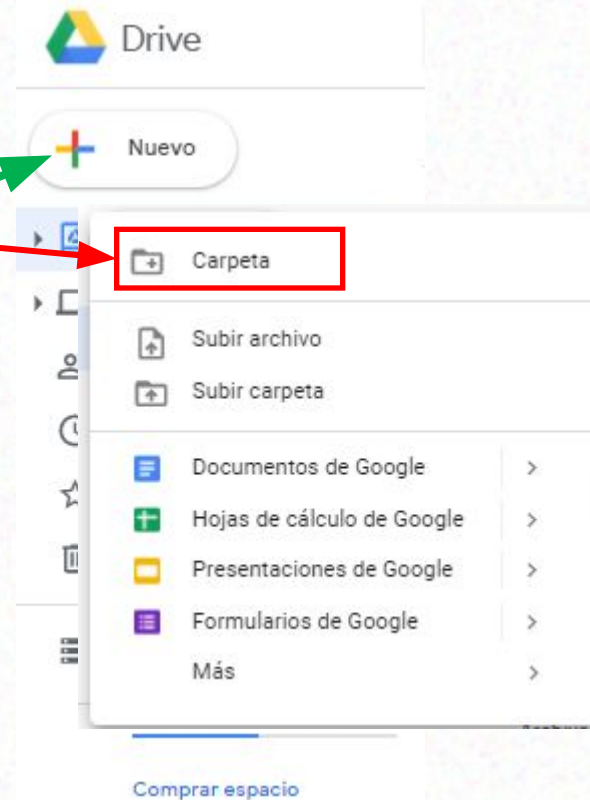 Drive
Nuevo
Carpeta
Subir archivo
Subir carpeta
Documentos de Google
Hojas de cálculo de Google
Presentaciones de Google
Formularios de Google
Más
Comprar espacio